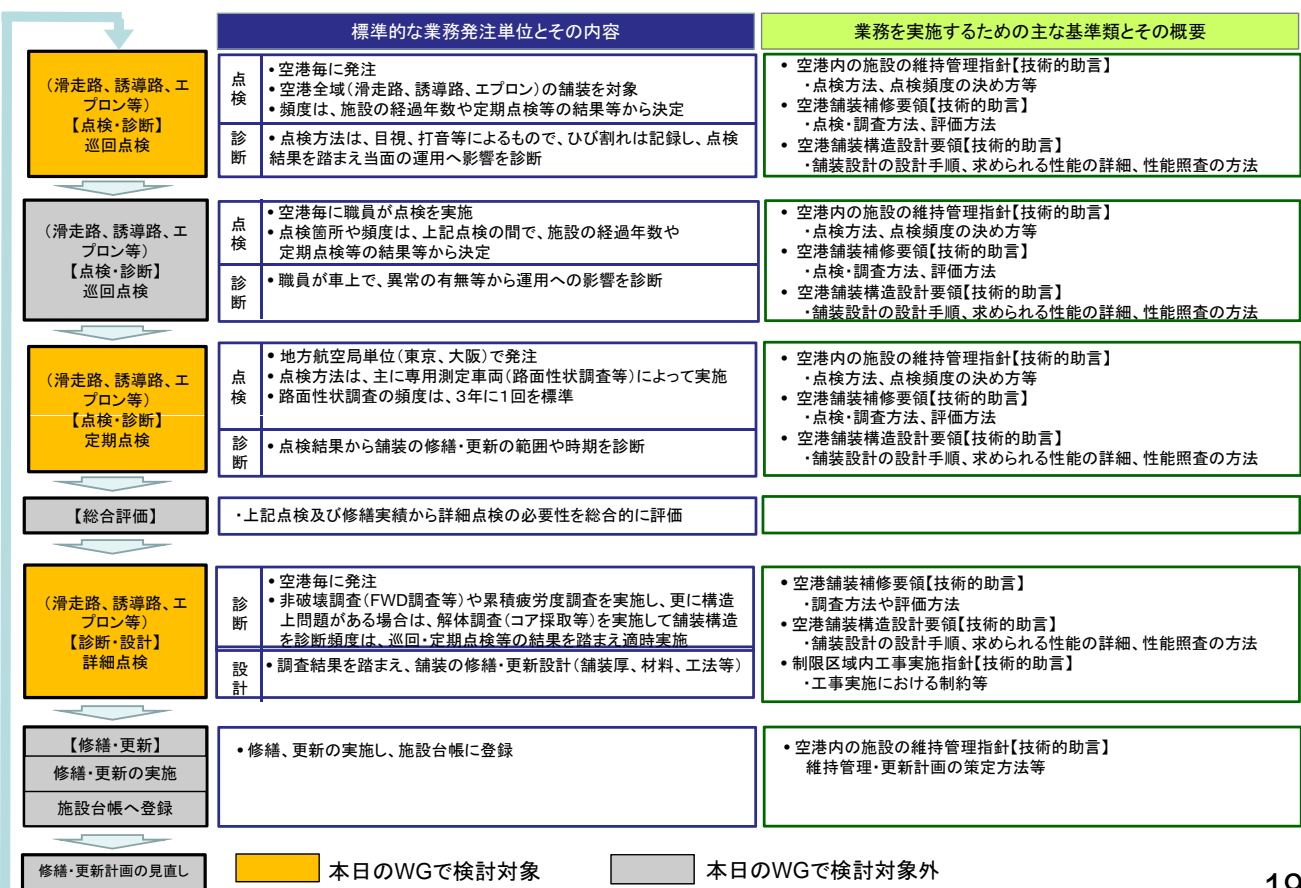 標準的な業務発注単位とその内容
業務を実施するための主な基準類とその概要
(滑走路、誘導路、エ
プロン等)
【点検・診断】
巡回点検
点
検
• 空港毎に発注
• 空港全域(滑走路、誘導路、エプロン)の舗装を対象
• 頻度は、施設の経過年数や定期点検等の結果等から決定
診
断
• 点検方法は、目視、打音等によるもので、ひび割れは記録し、点検
結果を踏まえ当面の運用へ影響を診断
• 空港内の施設の維持管理指針【技術的助言】
・点検方法、点検頻度の決め方等
• 空港舗装補修要領【技術的助言】
・点検・調査方法、評価方法
• 空港舗装構造設計要領【技術的助言】
・舗装設計の設計手順、求められる性能の詳細、性能照査の方法
(滑走路、誘導路、エ
プロン等)
【点検・診断】
巡回点検
点
検
• 空港毎に職員が点検を実施
• 点検箇所や頻度は、上記点検の間で、施設の経過年数や
定期点検等の結果等から決定
診
断
• 職員が車上で、異常の有無等から運用への影響を診断
• 空港内の施設の維持管理指針【技術的助言】
・点検方法、点検頻度の決め方等
• 空港舗装補修要領【技術的助言】
・点検・調査方法、評価方法
• 空港舗装構造設計要領【技術的助言】
・舗装設計の設計手順、求められる性能の詳細、性能照査の方法
(滑走路、誘導路、エ
プロン等)
【点検・診断】
定期点検
点
検
• 地方航空局単位(東京、大阪)で発注
• 点検方法は、主に専用測定車両(路面性状調査等)によって実施
• 路面性状調査の頻度は、3年に1回を標準
診
断
• 点検結果から舗装の修繕・更新の範囲や時期を診断
• 空港内の施設の維持管理指針【技術的助言】
・点検方法、点検頻度の決め方等
• 空港舗装補修要領【技術的助言】
・点検・調査方法、評価方法
• 空港舗装構造設計要領【技術的助言】
・舗装設計の設計手順、求められる性能の詳細、性能照査の方法
【総合評価】
・上記点検及び修繕実績から詳細点検の必要性を総合的に評価
(滑走路、誘導路、エ
プロン等)
【診断・設計】
詳細点検
診
断
• 空港毎に発注
• 非破壊調査(FWD調査等)や累積疲労度調査を実施し、更に構造
上問題がある場合は、解体調査(コア採取等)を実施して舗装構造
を診断頻度は、巡回・定期点検等の結果を踏まえ適時実施
設
計
• 調査結果を踏まえ、舗装の修繕・更新設計(舗装厚、材料、工法等)
• 空港舗装補修要領【技術的助言】
・調査方法や評価方法
• 空港舗装構造設計要領【技術的助言】
・舗装設計の設計手順、求められる性能の詳細、性能照査の方法
• 制限区域内工事実施指針【技術的助言】
・工事実施における制約等
【修繕・更新】
修繕・更新の実施
施設台帳へ登録
• 修繕、更新の実施し、施設台帳に登録
• 空港内の施設の維持管理指針【技術的助言】
維持管理・更新計画の策定方法等
修繕・更新計画の見直し
本日のWGで検討対象
本日のWGで検討対象外
19